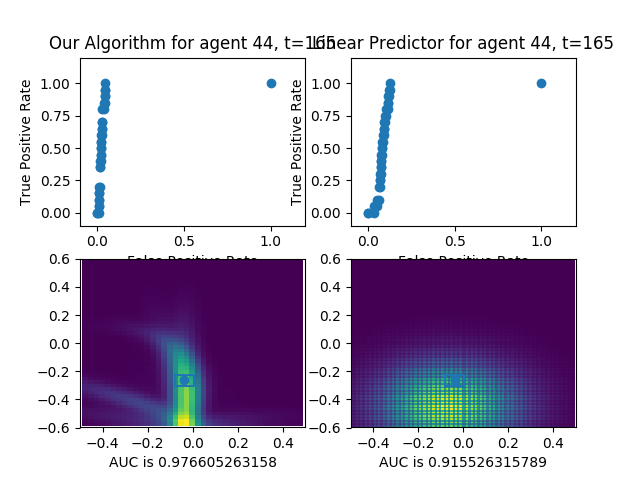 Our Algorithm for agent 44, t=165
Linear Predictor for agent 44, t=165
True Positive Rate
1.00
0.75
0.50
0.25
0.00
0.0 0.5 1.0
False Positive Rate
True Positive Rate
1.00
0.75
0.50
0.25
0.00
0.0 0.5 1.0
False Positive Rate
0.6
0.4
0.2
0.0
−0.2
−0.4
−0.6
−0.4 −0.2 0.0 0.2 0.4
AUC is 0.976605263158
0.6
0.4
0.2
0.0
−0.2
−0.4
−0.6
−0.4 −0.2 0.0 0.2 0.4
AUC is 0.915526315789